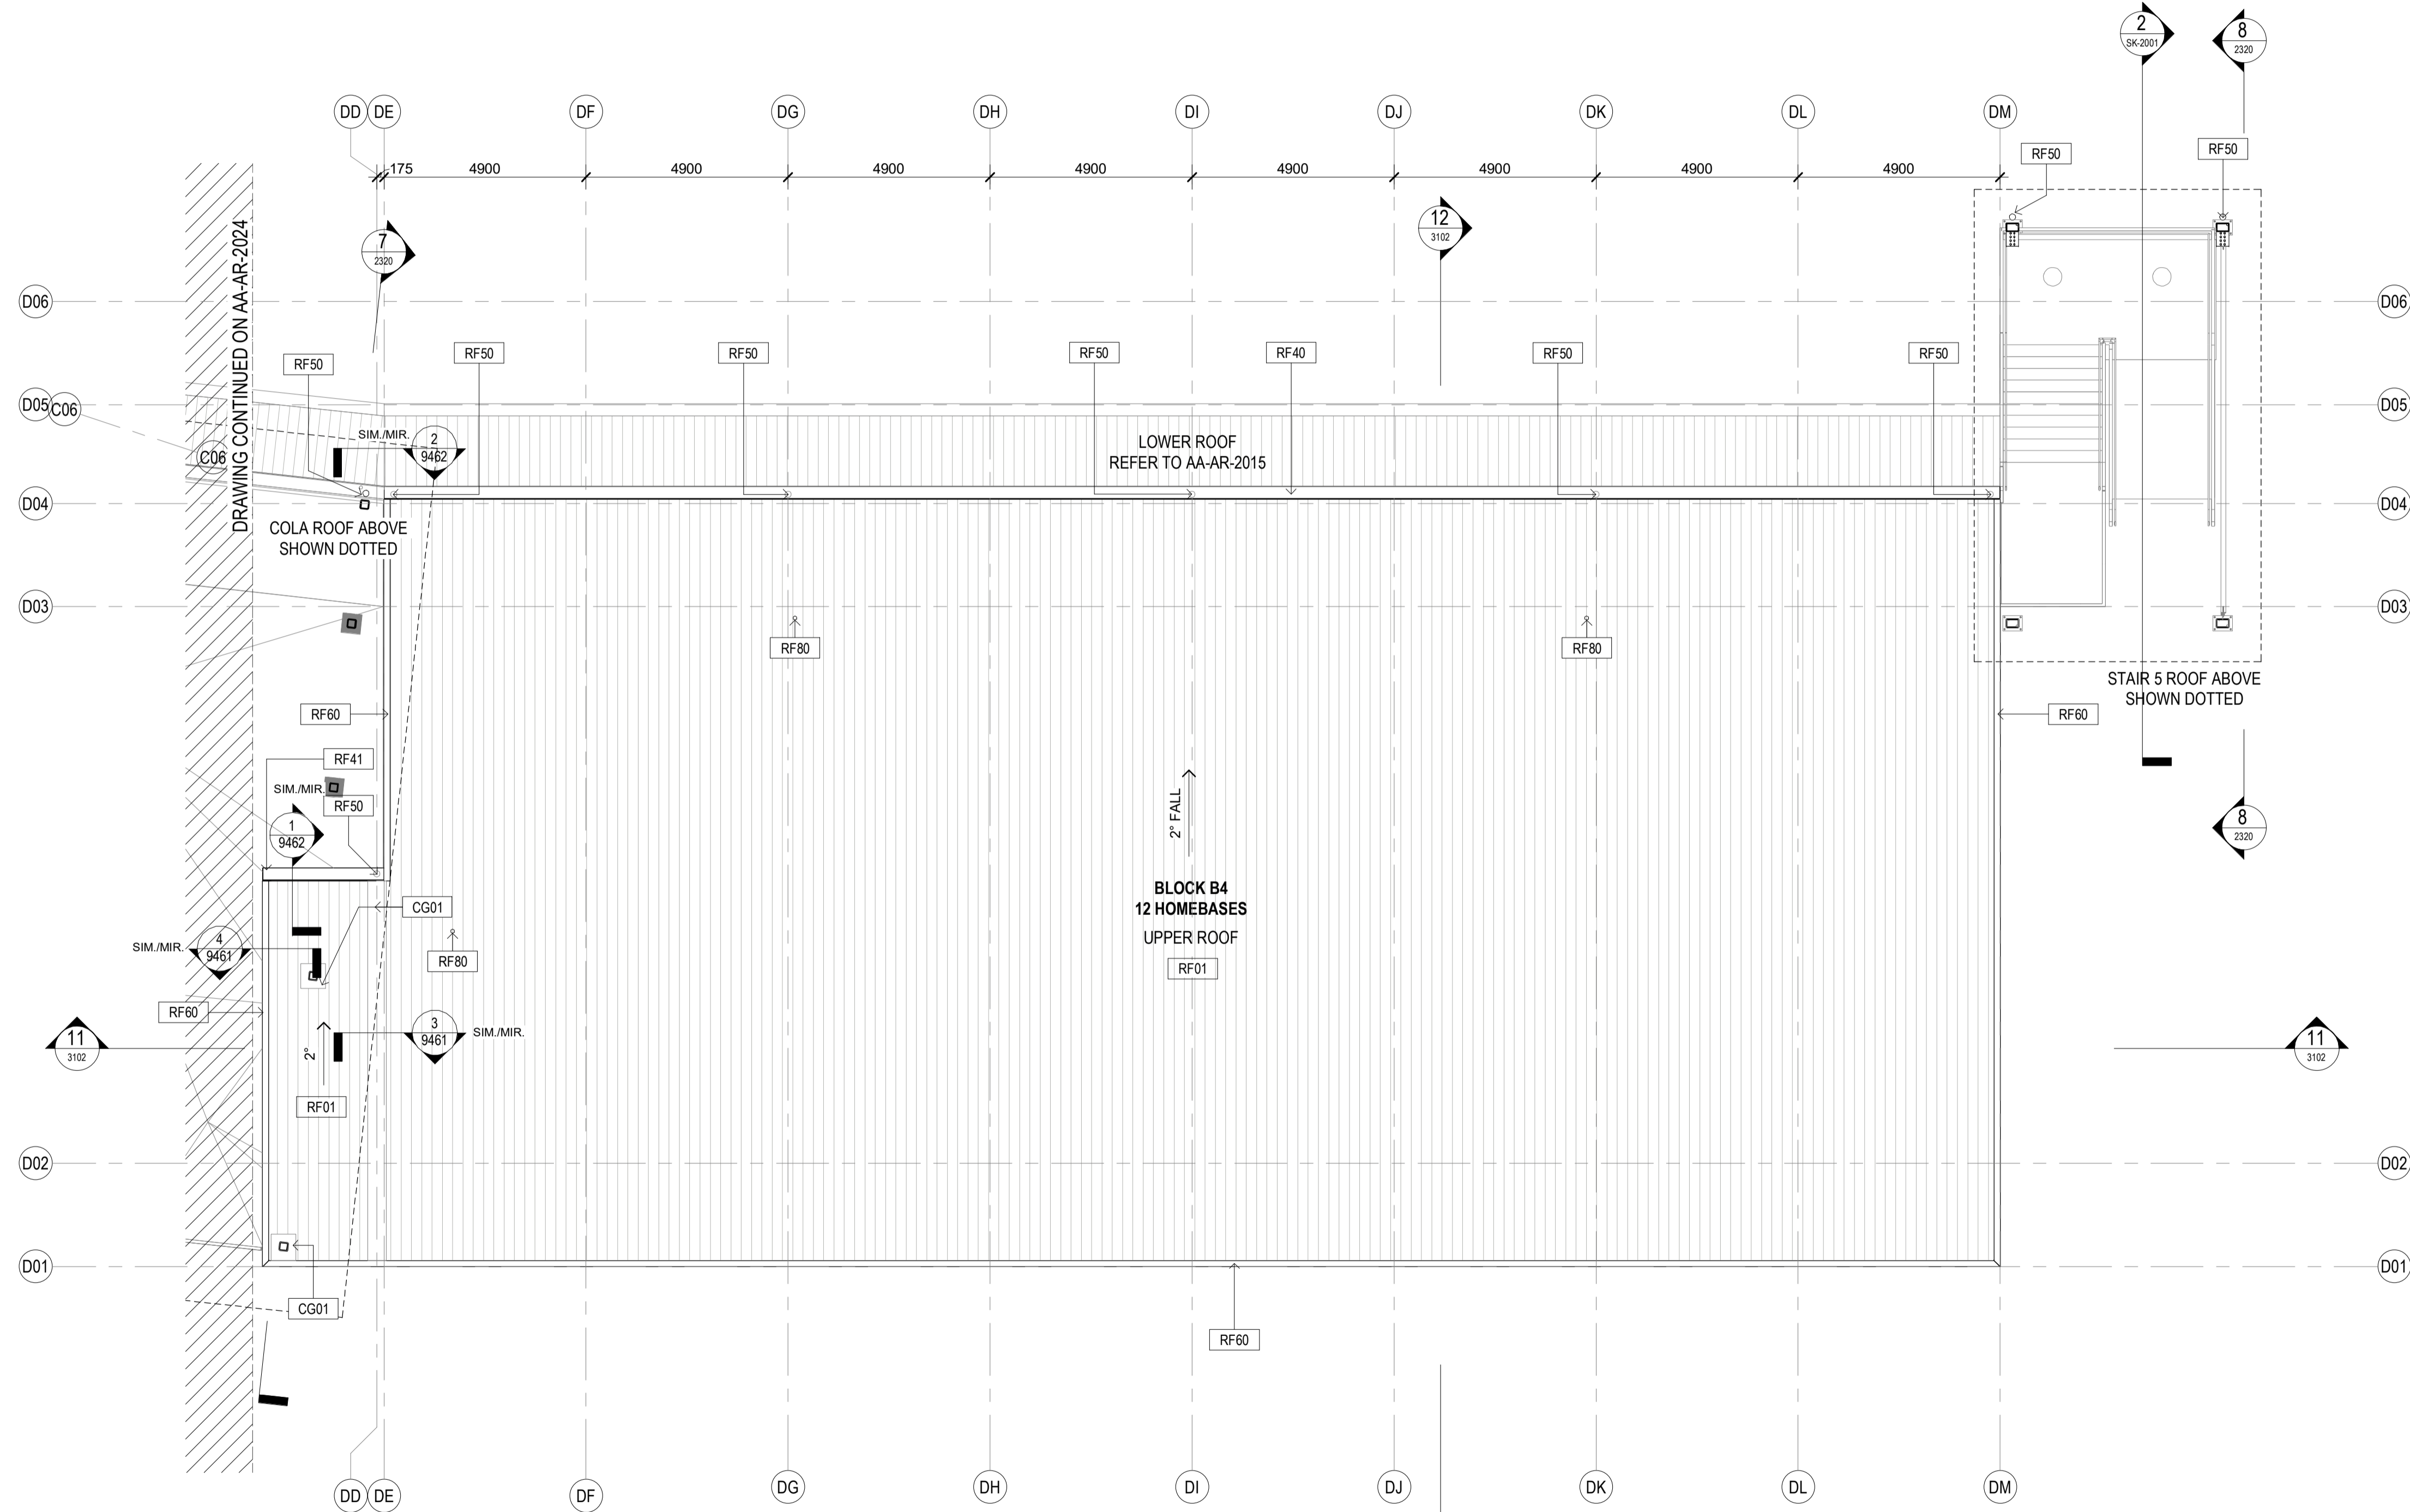 2
SK-2001
8
2320
DD
DE
DF
DG
DH
DI
DJ
DK
DL
DM
175
4900
4900
4900
4900
4900
4900
4900
4900
RF50
RF50
DRAWING CONTINUED ON AA-AR-2024
7
2320
12
3102
D06
D06
RF50
RF50
RF50
RF50
RF40
RF50
RF50
D05
C06
D05
SIM./MIR.
2
9462
C06
LOWER ROOF
REFER TO AA-AR-2015
D04
D04
COLA ROOF ABOVE
SHOWN DOTTED
D03
D03
RF80
RF80
STAIR 5 ROOF ABOVE
SHOWN DOTTED
RF60
RF60
RF41
SIM./MIR.
RF50
1
9462
2° FALL
8
2320
BLOCK B4
12 HOMEBASES
UPPER ROOF
RF01
CG01
SIM./MIR.
4
9461
RF80
RF60
3
9461
SIM./MIR.
11
3102
11
3102
2°
RF01
D02
D02
D01
D01
CG01
RF60
DD
DE
DF
DG
DH
DI
DJ
DK
DL
DM